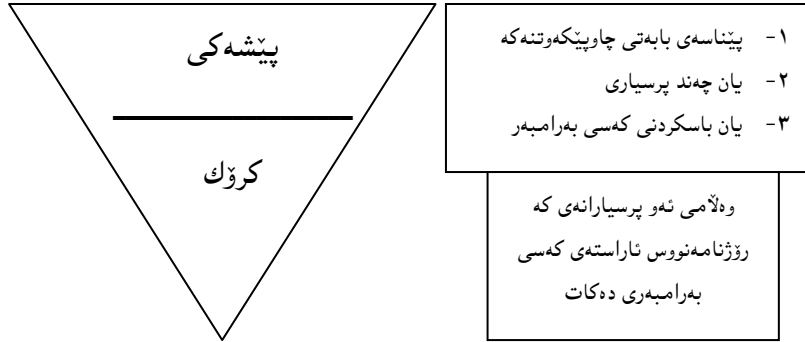 پێشەکی
کرۆك
١- پێناسەی بابەتی چاوپێکەوتنەکە
٢- یان چەند پرسیاری
٣- یان باسکردنی کەسی بەرامبەر
وەڵامی ئەو پرسیارانەی کە
رۆژنامەنووس ئاراستەی کەسی
بەرامبەری دەکات